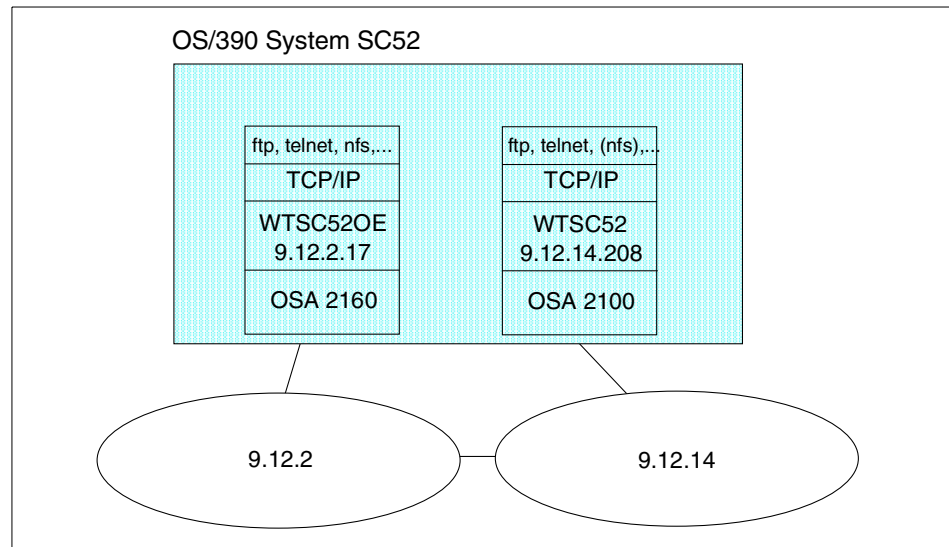 OS/390 System SC52
ftp, telnet, nfs,...
TCP/IP
WTSC52OE
9.12.2.17
OSA 2160
ftp, telnet, (nfs),...
TCP/IP
WTSC52
9.12.14.208
OSA 2100
9.12.2
9.12.14